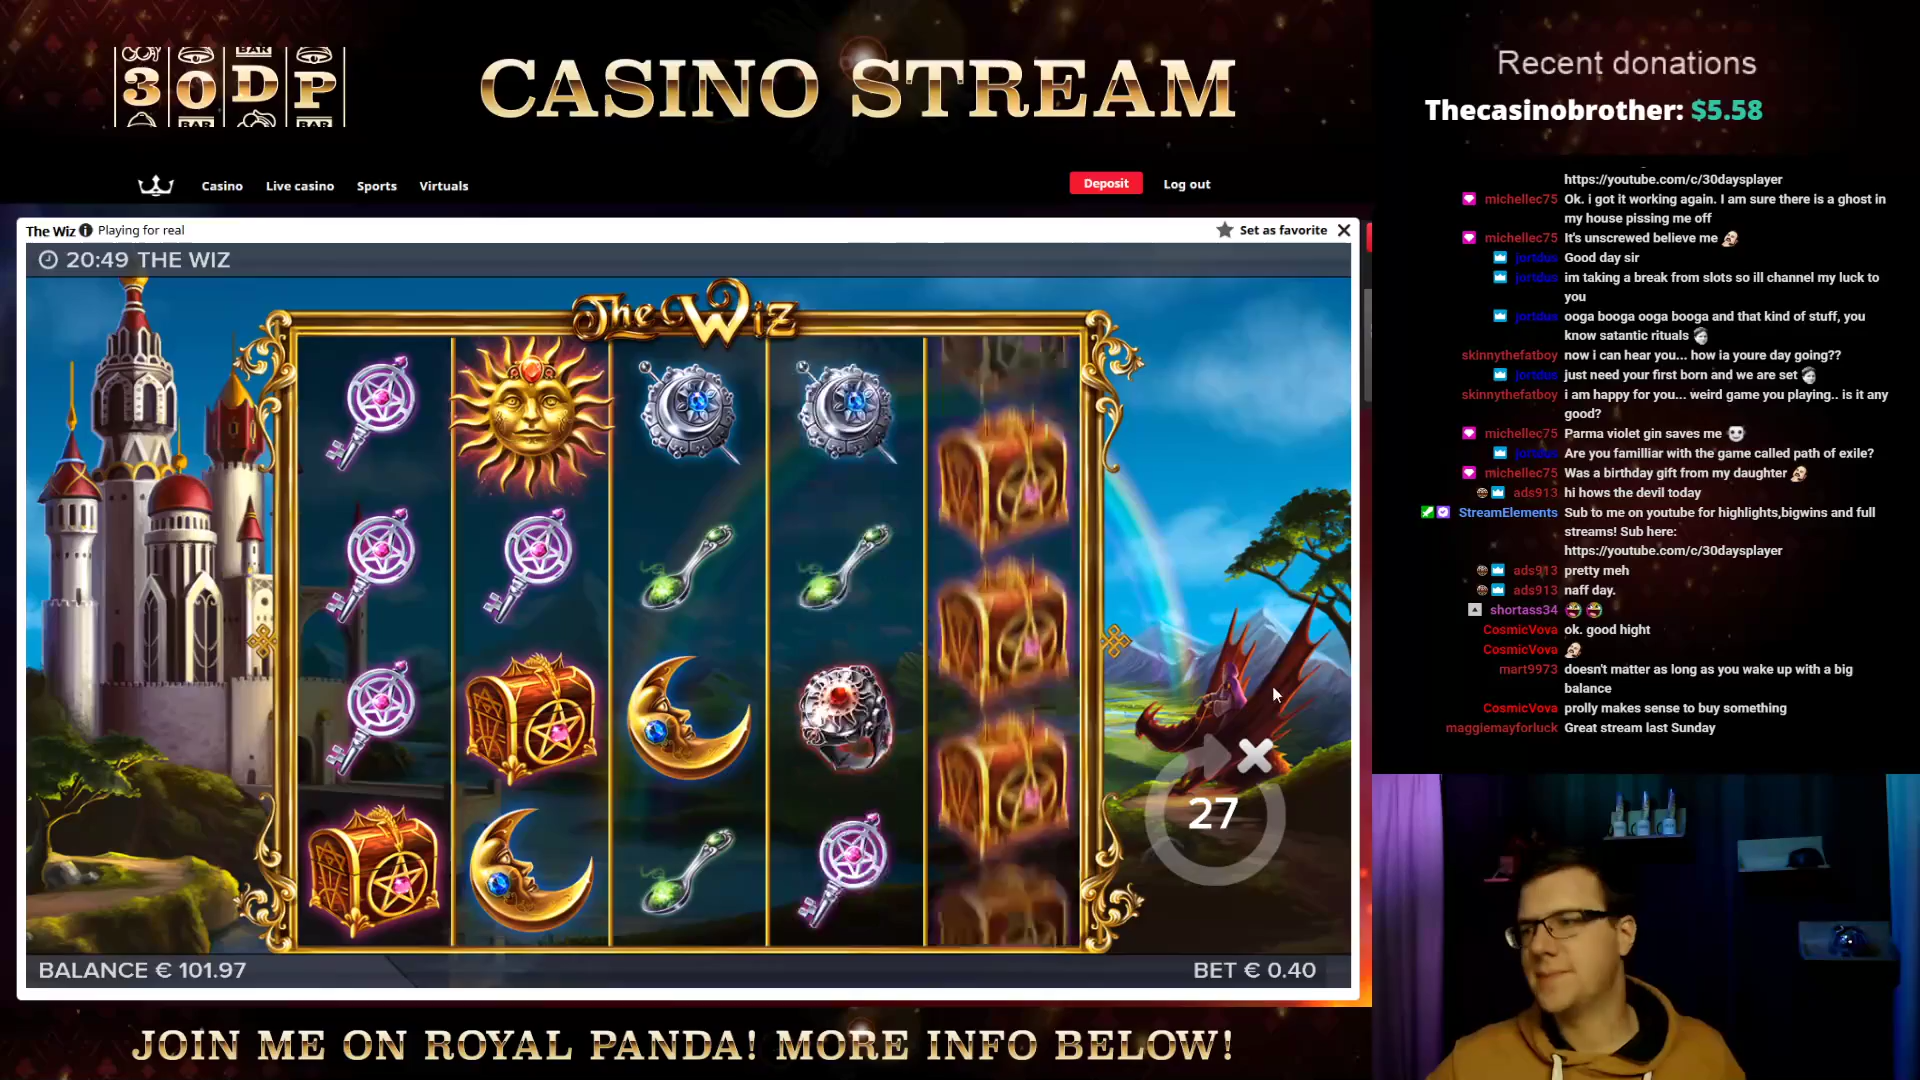 3 0 D P
BAR
BAR
BAR
CASINO STREAM
Casino Live casino Sports Virtuals
Deposit Log out
The Wiz Playing for real
Set as favorite
20:49 THE WIZ
The Wiz
27
BALANCE € 101.97
BET € 0.40
JOIN ME ON ROYAL PANDA! MORE INFO BELOW!
Recent donations
Thecasinobrother: $5.58
https://youtube.com/c/30daysplayer
michellec75 Ok. i got it working again. I am sure there is a ghost in
my house pissing me off
michellec75 It's unscrewed believe me
jortdus Good day sir
jortdus im taking a break from slots so ill channel my luck to
you
jortdus ooga booga ooga booga and that kind of stuff, you
know satantic rituals
skinnythefatboy now i can hear you... how ia youre day going??
jortdus just need your first born and we are set
skinnythefatboy i am happy for you... weird game you playing.. is it any
good?
michellec75 Parma violet gin saves me
jortdus Are you familliar with the game called path of exile?
michellec75 Was a birthday gift from my daughter
ads913 hi hows the devil today
StreamElements Sub to me on youtube for highlights,bigwins and full
streams! Sub here:
https://youtube.com/c/30daysplayer
ads913 pretty meh
ads913 naff day.
shortass34
CosmicVova ok. good hight
CosmicVova
mart9973 doesn't matter as long as you wake up with a big
balance
CosmicVova prolly makes sense to buy something
maggiemayforluck Great stream last Sunday